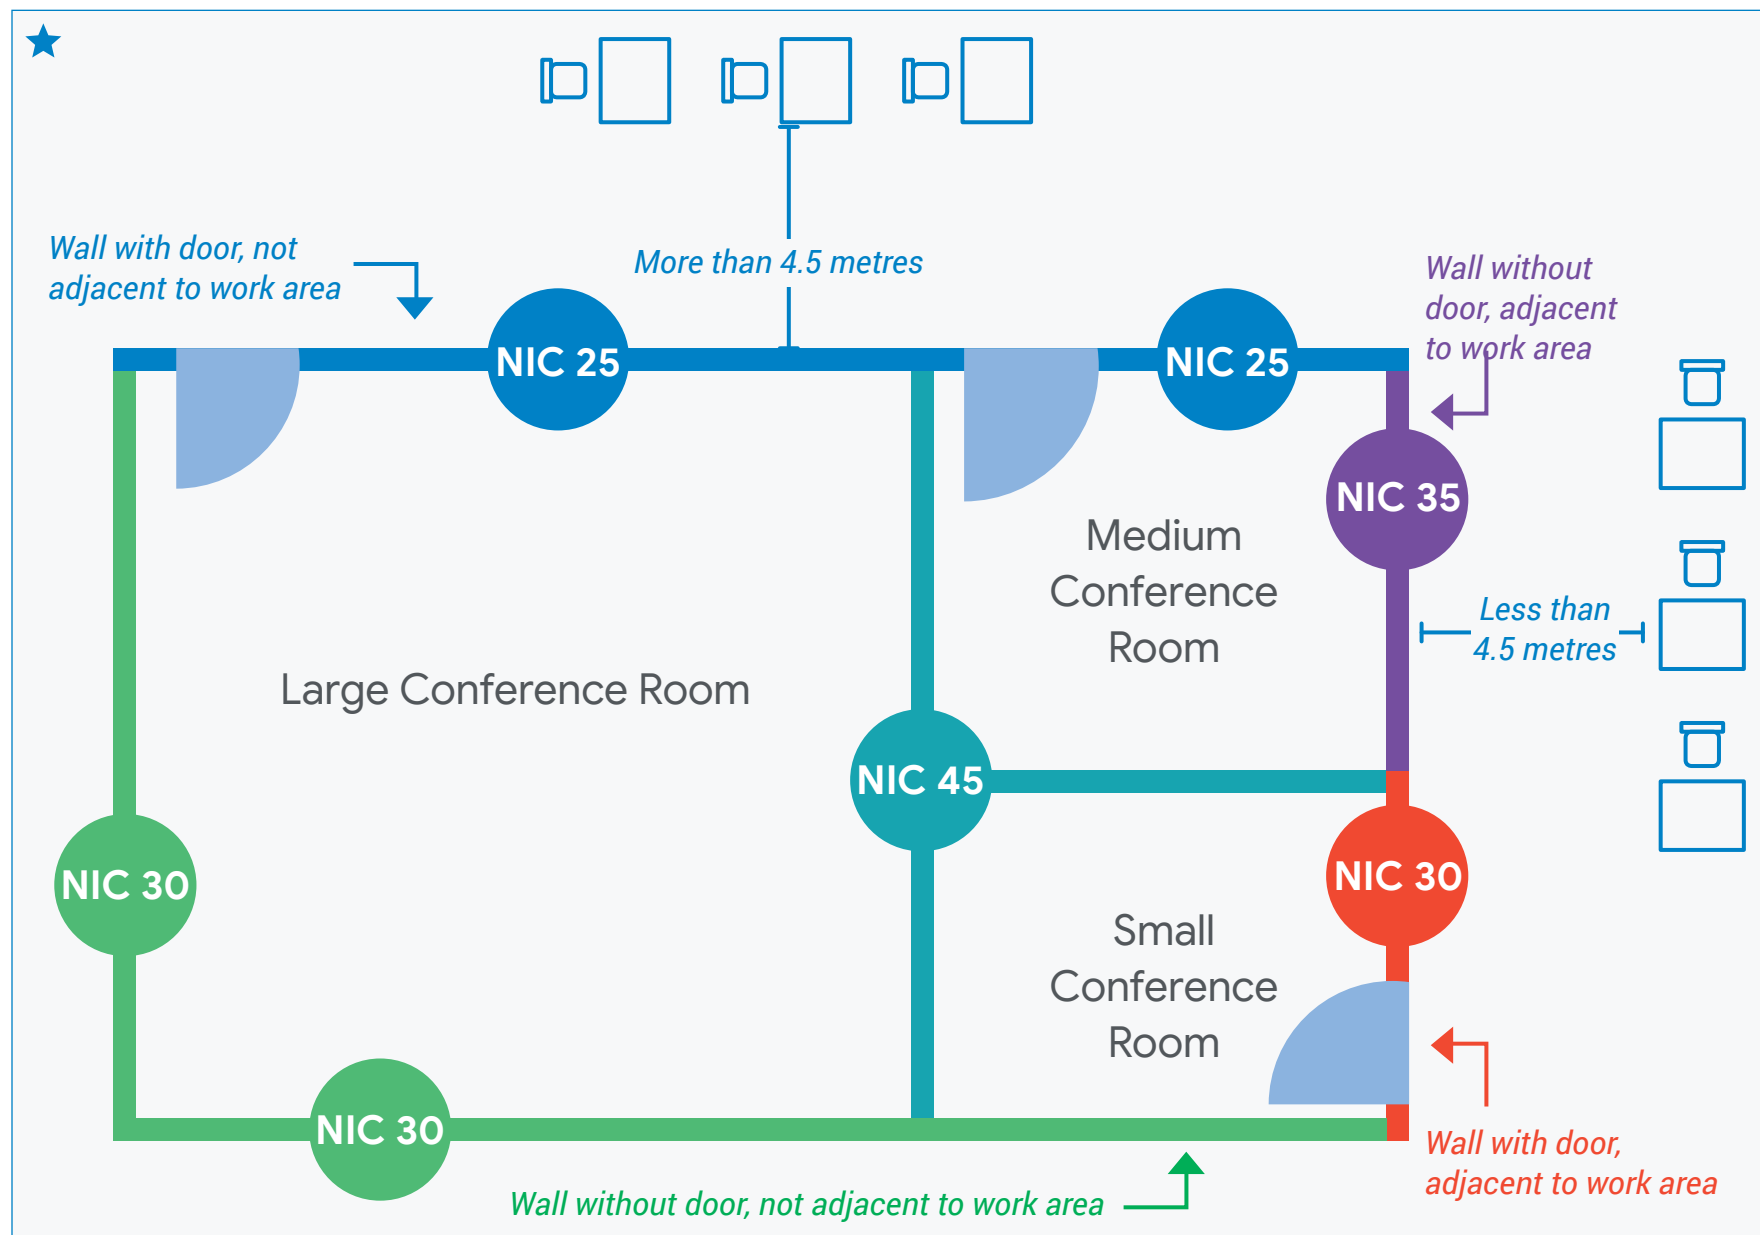 Wall with door, not
adjacent to work area
More than 4.5 metres
Wall without
door, adjacent
to work area
NIC 25
NIC 25
NIC 35
Medium
Conference
Room
Less than
4.5 metres
Large Conference Room
NIC 45
NIC 30
NIC 30
Small
Conference
Room
NIC 30
Wall with door,
adjacent to work area
Wall without door, not adjacent to work area